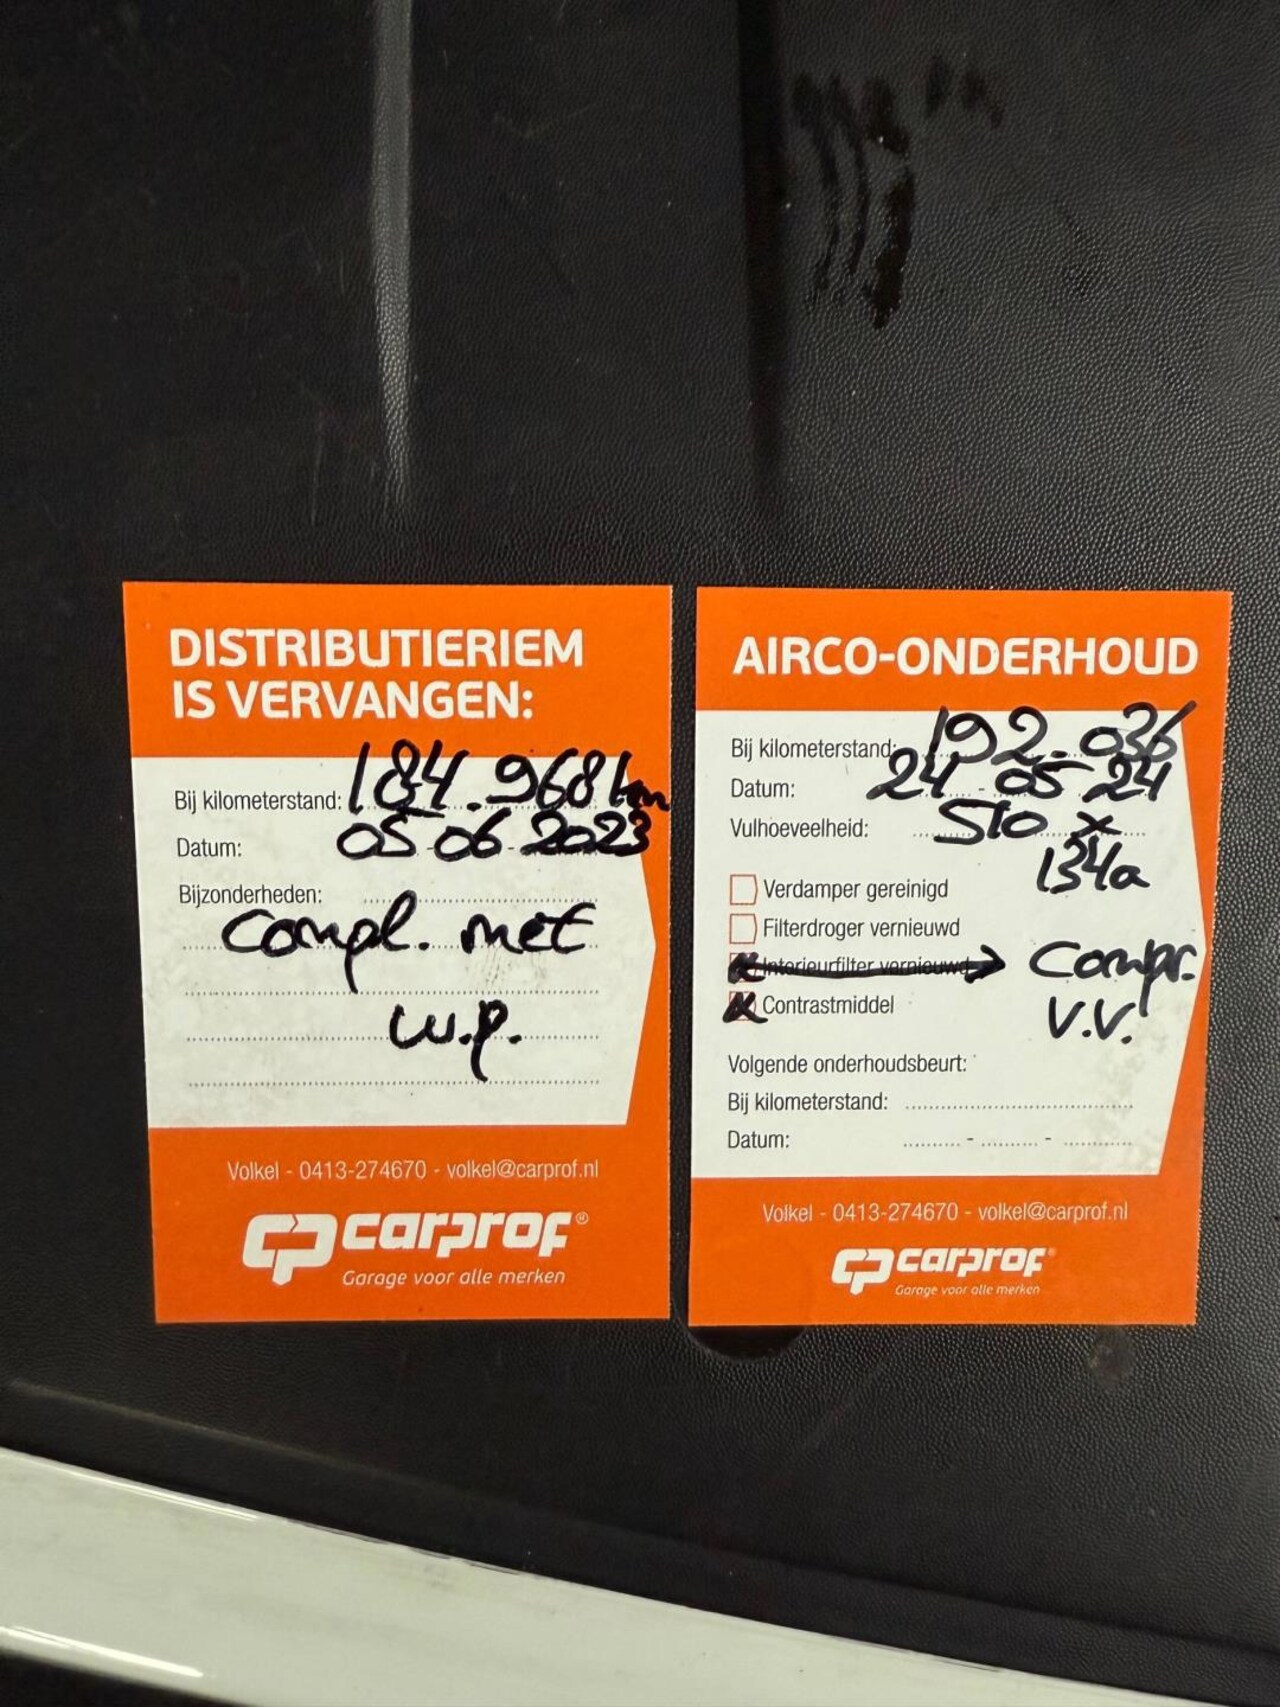 DISTRIBUTIERIEM
IS VERVANGEN:
Bij kilometerstand: 184.968 km
Datum: 05-06-2023
Bijzonderheden:
compl. met
w.p.
Volkel - 0413-274670 - volkel@carprof.nl
carprof®
Garage voor alle merken
AIRCO-ONDERHOUD
Bij kilometerstand: 192.036
Datum: 24-05-24
Vulhoeveelheid: 510 x
134a
Verdamper gereinigd
Filterdroger vernieuwd
Interieurfilter vernieuwd → Compr.
Contrastmiddel V.V.
Volgende onderhoudsbeurt:
Bij kilometerstand:
Datum: - -
Volkel - 0413-274670 - volkel@carprof.nl
carprof®
Garage voor alle merken